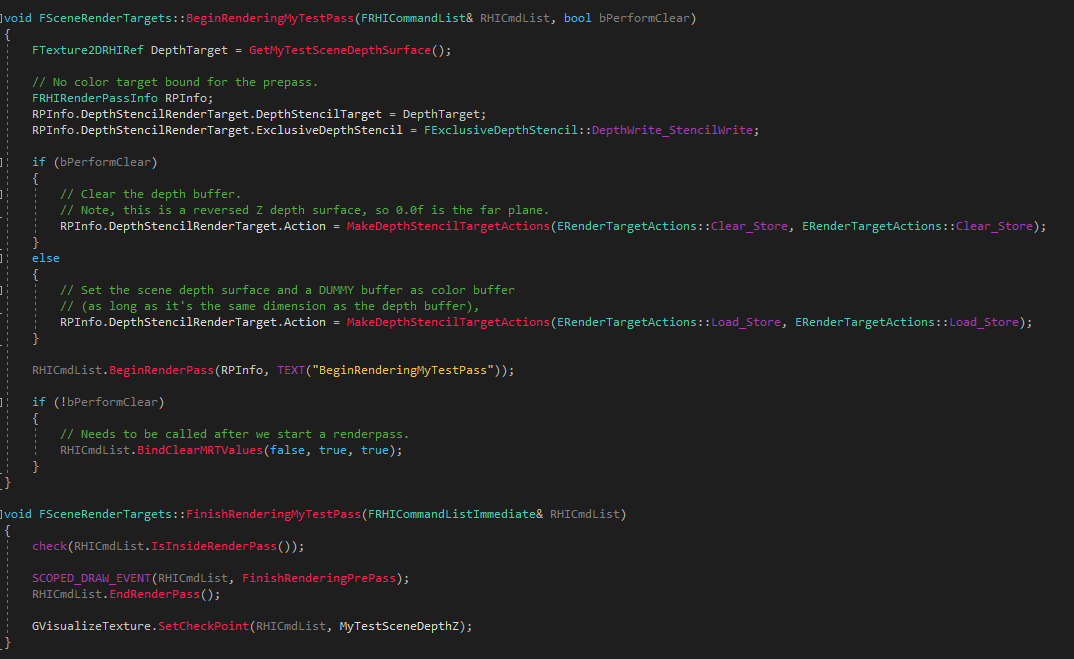 void FSceneRenderTargets::BeginRenderingMyTestPass(FRHICommandList& RHICmdList, bool bPerformClear)
{
    FTexture2DRHIRef DepthTarget = GetMyTestSceneDepthSurface();

    // No color target bound for the prepass.
    FRHIRenderPassInfo RPInfo;
    RPInfo.DepthStencilRenderTarget.DepthStencilTarget = DepthTarget;
    RPInfo.DepthStencilRenderTarget.ExclusiveDepthStencil = FExclusiveDepthStencil::DepthWrite_StencilWrite;

    if (bPerformClear)
    {
        // Clear the depth buffer.
        // Note, this is a reversed Z depth surface, so 0.0f is the far plane.
        RPInfo.DepthStencilRenderTarget.Action = MakeDepthStencilTargetActions(ERenderTargetActions::Clear_Store, ERenderTargetActions::Clear_Store);
    }
    else
    {
        // Set the scene depth surface and a DUMMY buffer as color buffer
        // (as long as it's the same dimension as the depth buffer),
        RPInfo.DepthStencilRenderTarget.Action = MakeDepthStencilTargetActions(ERenderTargetActions::Load_Store, ERenderTargetActions::Load_Store);
    }

    RHICmdList.BeginRenderPass(RPInfo, TEXT("BeginRenderingMyTestPass"));

    if (!bPerformClear)
    {
        // Needs to be called after we start a renderpass.
        RHICmdList.BindClearMRTValues(false, true, true);
    }
}

void FSceneRenderTargets::FinishRenderingMyTestPass(FRHICommandListImmediate& RHICmdList)
{
    check(RHICmdList.IsInsideRenderPass());

    SCOPED_DRAW_EVENT(RHICmdList, FinishRenderingPrePass);
    RHICmdList.EndRenderPass();

    GVisualizeTexture.SetCheckPoint(RHICmdList, MyTestSceneDepthZ);
}